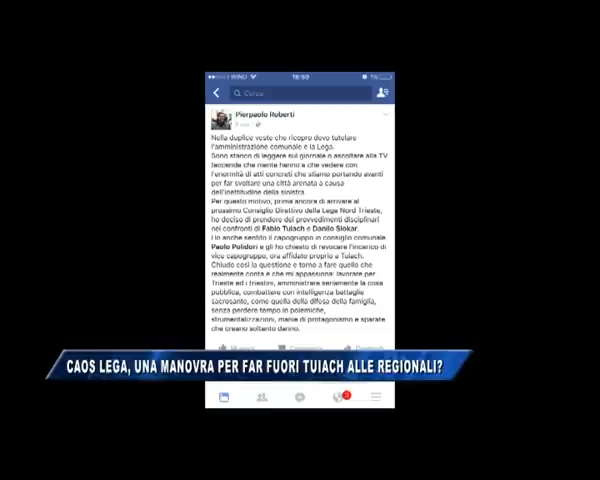 WIND
18:59
1%
Cerca
Pierpaolo Roberti
Nella duplice veste che ricopro devo tutelare
l'amministrazione comunale e la Lega.
Sono stanco di leggere sul giornale o ascoltare alla TV
faccende che niente hanno a che vedere con
l'enormità di atti concreti che stiamo portando avanti
per far svoltare una città arenata a causa
dell'inettitudine della sinistra.
Per questo motivo, prima ancora di arrivare al
prossimo Consiglio Direttivo della Lega Nord Trieste,
ho deciso di prendere dei provvedimenti disciplinari
nei confronti di Fabio Tuiach e Danilo Slokar.
Ho anche sentito il capogruppo in consiglio comunale
Paolo Polidori e gli ho chiesto di revocare l'incarico di
vice capogruppo, ora affidato proprio a Tuiach.
Chiudo così la questione e torno a fare quello che
realmente conta e che mi appassiona: lavorare per
Trieste ed i triestini, amministrare seriamente la cosa
pubblica, combattere con intelligenza battaglie
sacrosante, come quella della difesa della famiglia,
senza perdere tempo in polemiche,
strumentalizzazioni, manie di protagonismo e sparate
che creano soltanto danno.
CAOS LEGA, UNA MANOVRA PER FAR FUORI TUIACH ALLE REGIONALI?